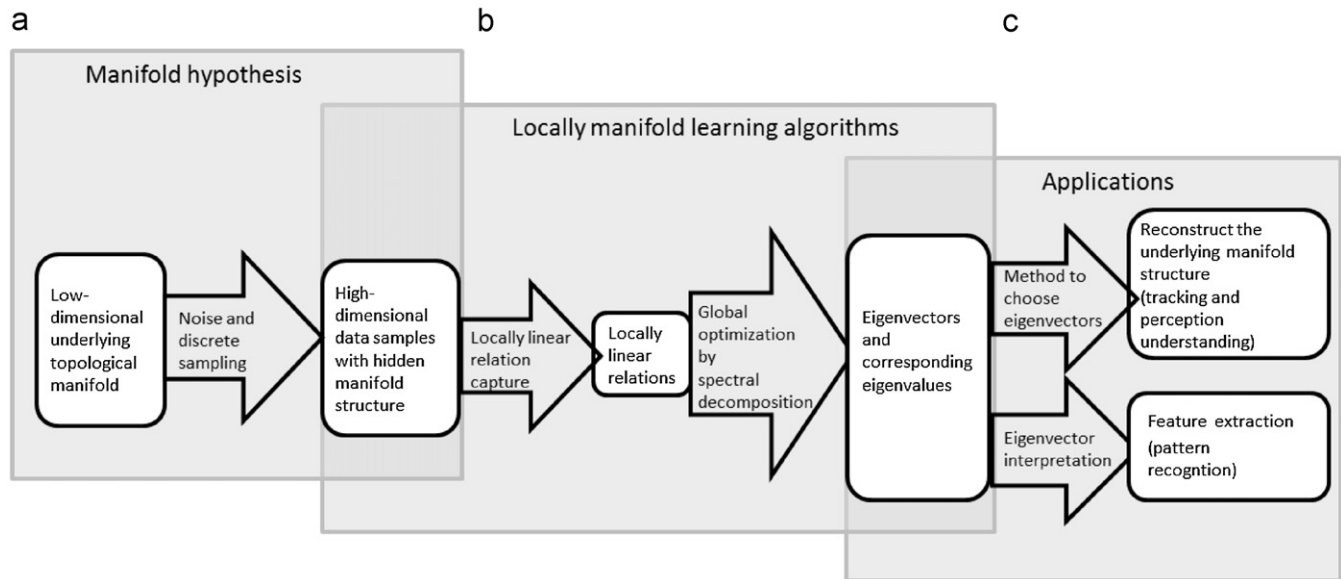 a
b
c
Manifold hypothesis
Locally manifold learning algorithms
Applications
Low-
dimensional
underlying
topological
manifold
Noise and
discrete
sampling
High-
dimensional
data samples
with hidden
manifold
structure
Locally linear
relation
capture
Locally
linear
relations
Global
optimization
by
spectral
decomposition
Eigenvectors
and
corresponding
eigenvalues
Method to
choose
eigenvectors
Reconstruct the
underlying manifold
structure
(tracking and
perception
understanding)
Eigenvector
interpretation
Feature extraction
(pattern
recogntion)